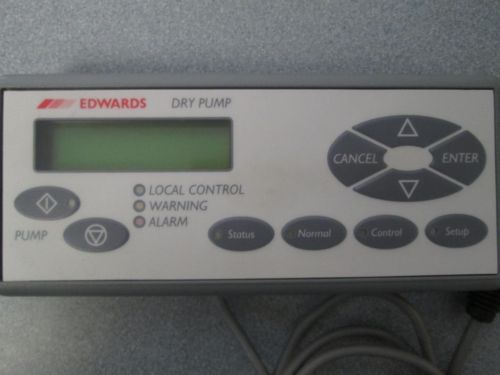 EDWARDS DRY PUMP
CANCEL ENTER
LOCAL CONTROL
WARNING
ALARM
PUMP
Status Normal Control Setup